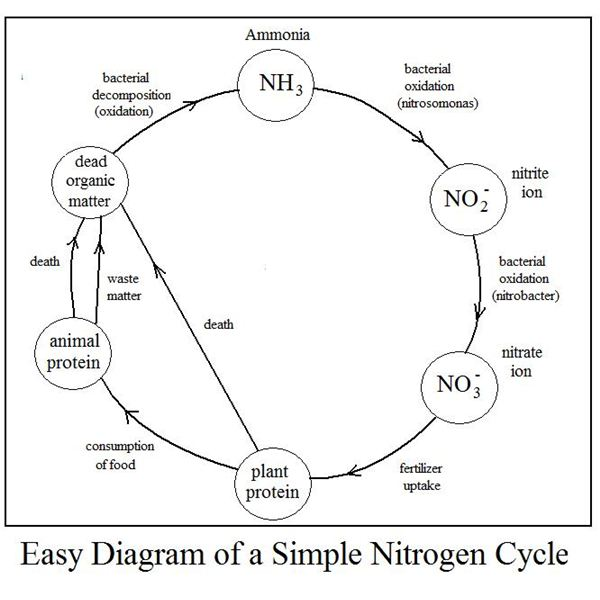 Ammonia
NH₃
bacterial
decomposition
(oxidation)
bacterial
oxidation
(nitrosomonas)
dead
organic
matter
nitrite
ion
NO₂⁻
death
waste
matter
bacterial
oxidation
(nitrobacter)
death
animal
protein
nitrate
ion
NO₃⁻
consumption
of food
plant
protein
fertilizer
uptake
Easy Diagram of a Simple Nitrogen Cycle